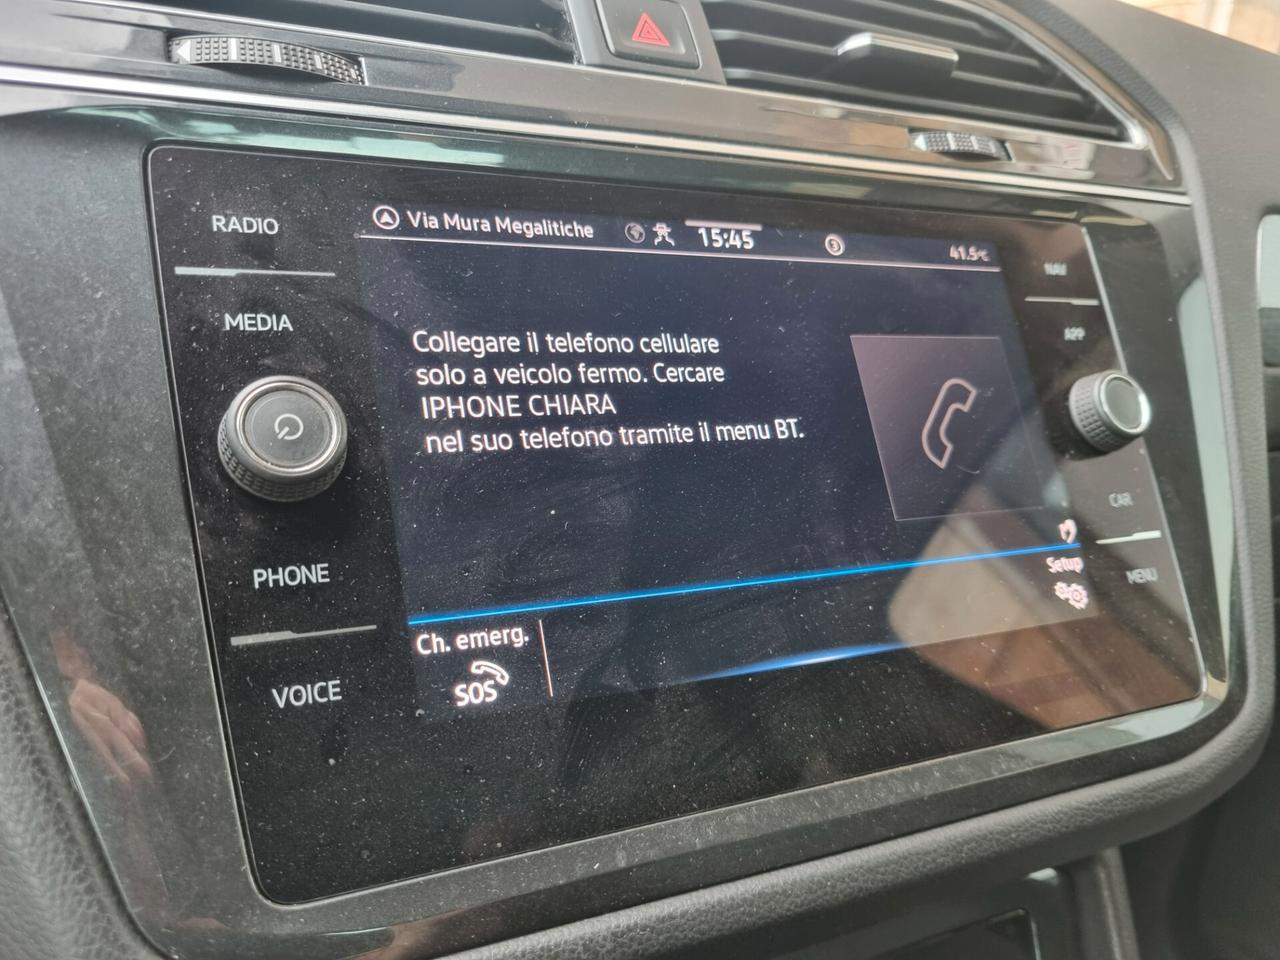 RADIO
MEDIA
PHONE
VOICE
Via Mura Megalitiche
15:45
3
41.5°C
Collegare il telefono cellulare
solo a veicolo fermo. Cercare
IPHONE CHIARA
nel suo telefono tramite il menu BT.
Ch. emerg.
SOS
Setup
NAV
APP
CAR
MENU